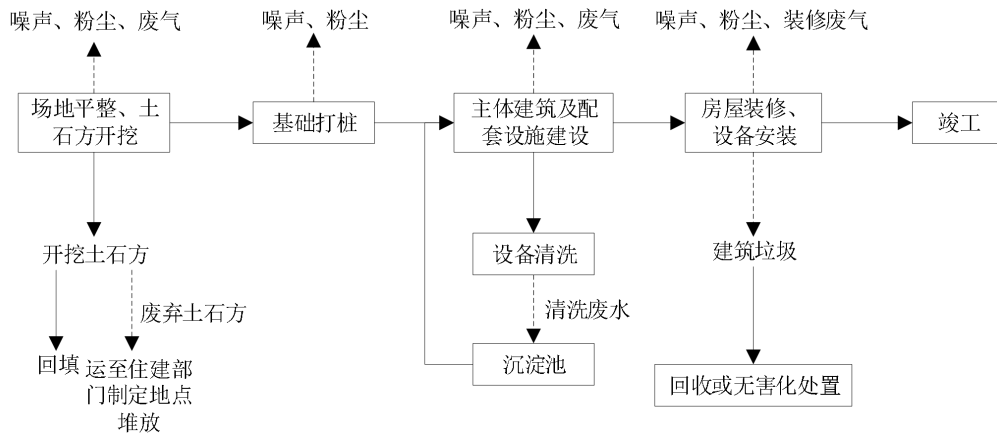 噪声、粉尘、废气
噪声、粉尘
噪声、粉尘、废气
噪声、粉尘、装修废气
场地平整、土
石方开挖
基础打桩
主体建筑及配
套设施建设
房屋装修、
设备安装
竣工
开挖土石方
设备清洗
建筑垃圾
废弃土石方
清洗废水
回填
运至住建部
门制定地点
堆放
沉淀池
回收或无害化处置